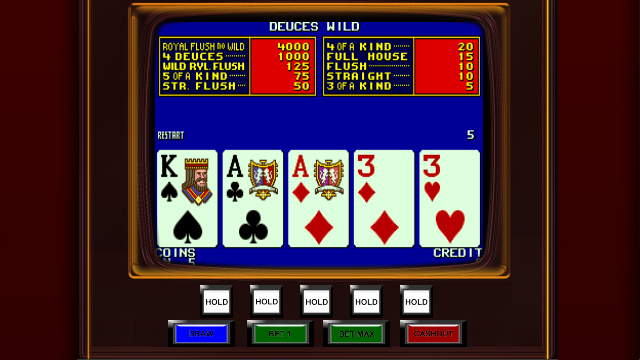 DEUCES WILD
ROYAL FLUSH NO WILD 4000
4 DEUCES 1000
WILD RYL FLUSH 125
5 OF A KIND 75
STR. FLUSH 50
4 OF A KIND 20
FULL HOUSE 15
FLUSH 10
STRAIGHT 10
3 OF A KIND 5
RESTART 5
K A A 3 3
COINS CREDIT
HOLD HOLD HOLD HOLD HOLD
DRAW BET 1 BET MAX CASHOUT